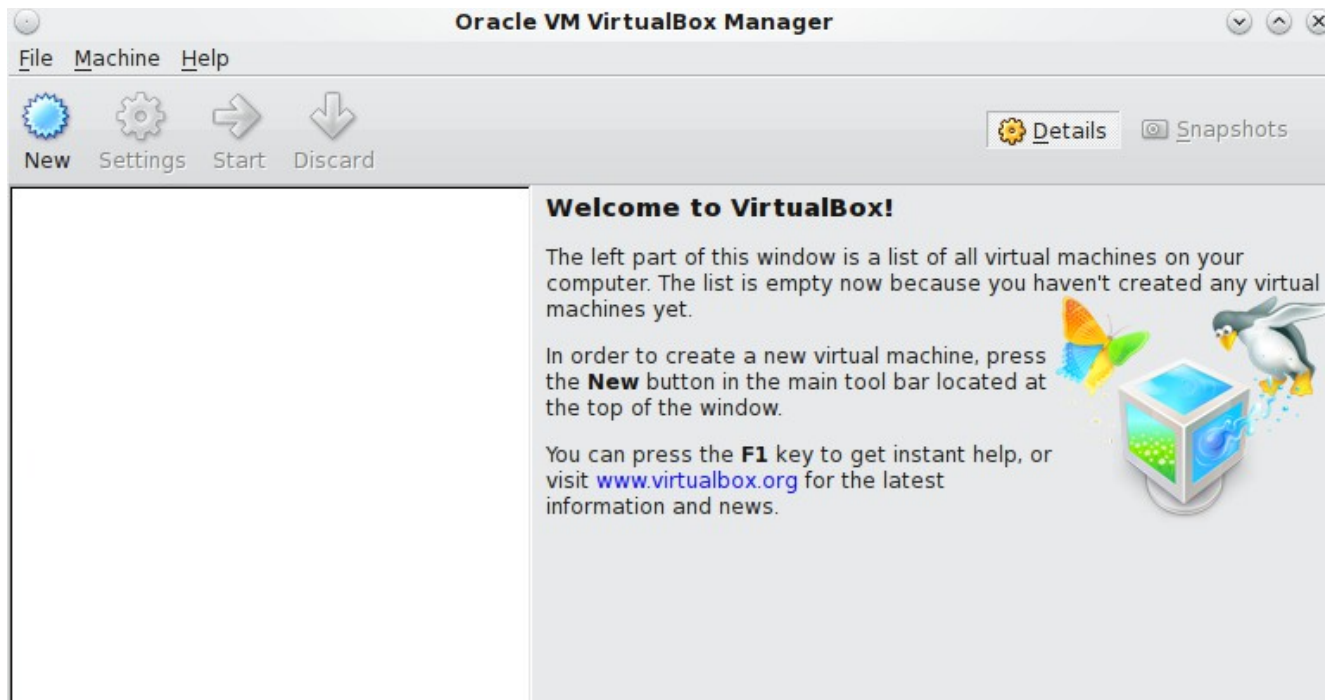 Oracle VM VirtualBox Manager
File Machine Help
New Settings Start Discard Details Snapshots
Welcome to VirtualBox!
The left part of this window is a list of all virtual machines on your
computer. The list is empty now because you haven't created any virtual
machines yet.
In order to create a new virtual machine, press
the New button in the main tool bar located at
the top of the window.
You can press the F1 key to get instant help, or
visit www.virtualbox.org for the latest
information and news.